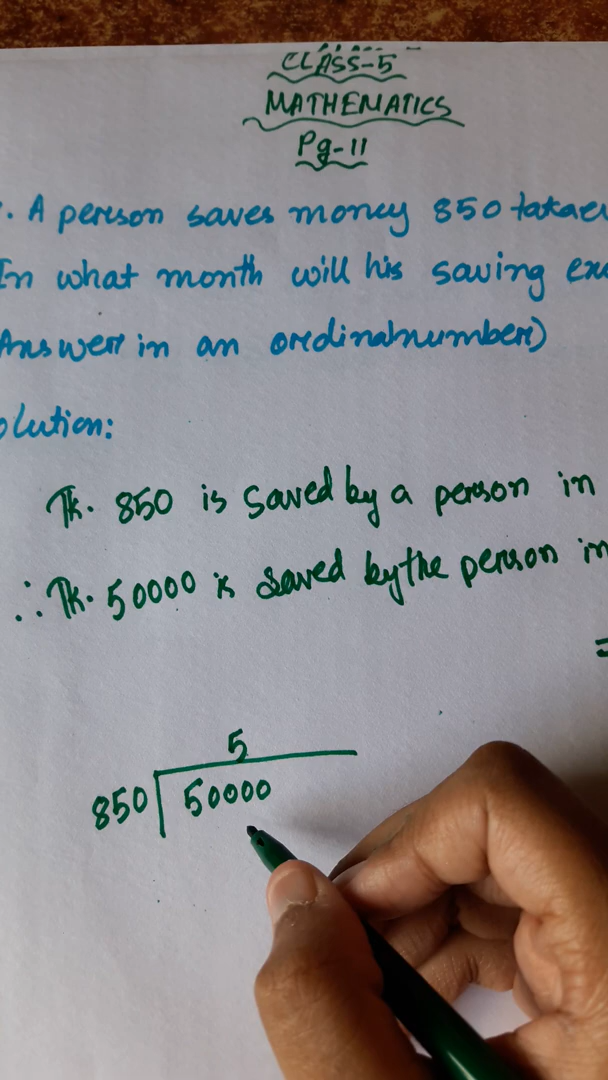 CLASS-5
MATHEMATICS
Pg-11
. A person saves money 850 takaer
In what month will his saving exc
Answer in an ordinalnumber)
olution:
Tk. 850 is saved by a person in
∴ Tk. 50000 is saved by the person in
=
5
850 50000